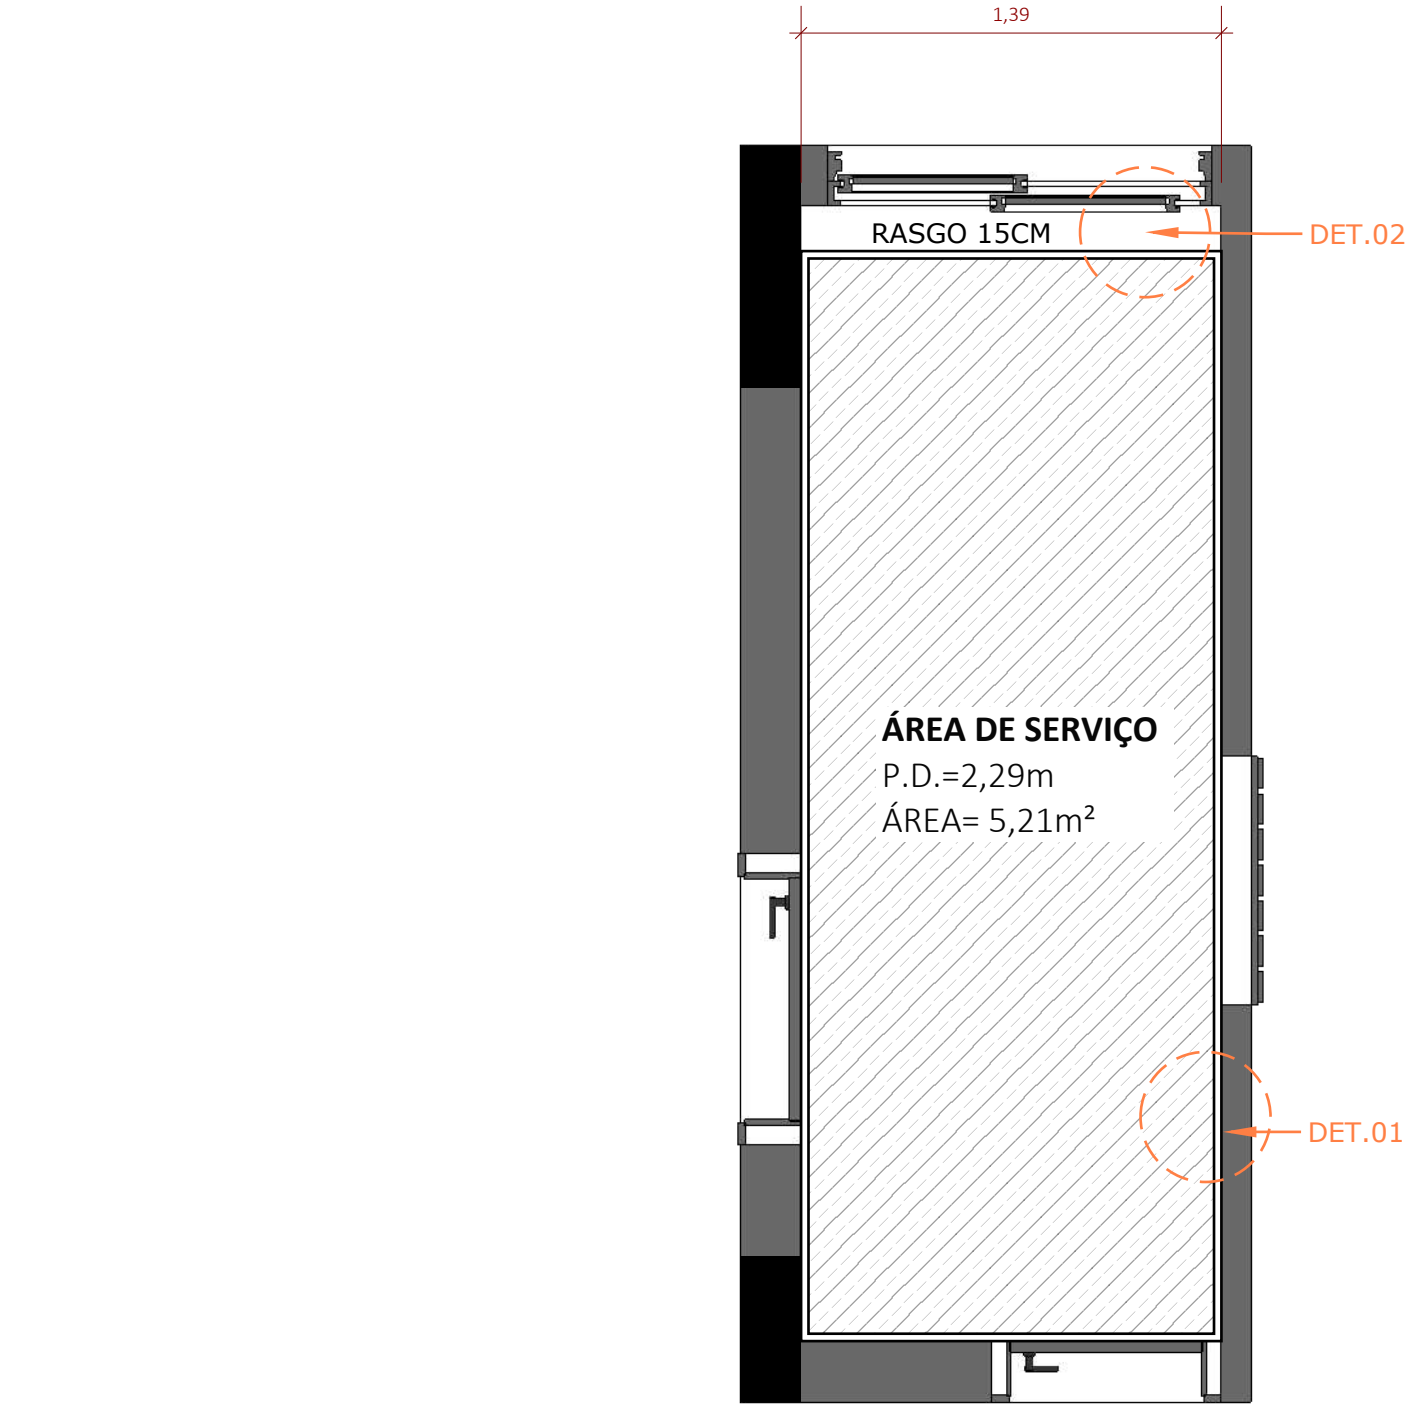 1,39
RASGO 15CM
DET.02
ÁREA DE SERVIÇO
P.D.=2,29m
ÁREA= 5,21m²
DET.01